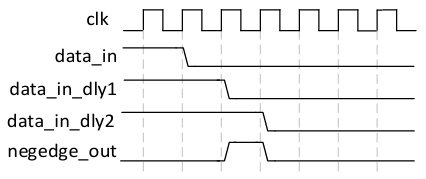 clk
data_in
data_in_dly1
data_in_dly2
negedge_out